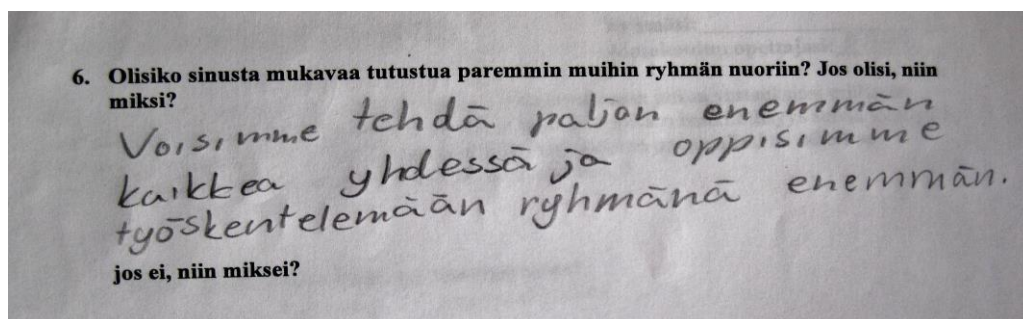 6. Olisiko sinusta mukavaa tutustua paremmin muihin ryhmän nuoriin? Jos olisi, niin
miksi?
Voisimme tehdä paljon enemmän
kaikkea yhdessä ja oppisimme
työskentelemään ryhmänä enemmän.
jos ei, niin miksei?